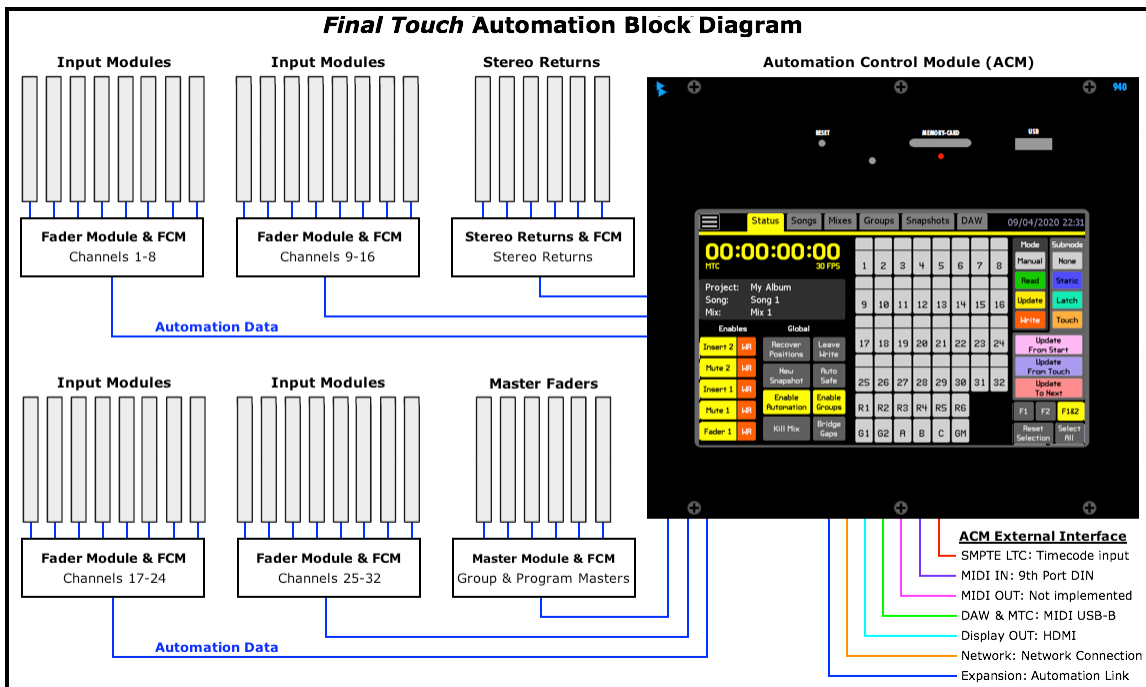 Final Touch Automation Block Diagram
Input Modules
Input Modules
Stereo Returns
Automation Control Module (ACM)
Fader Module & FCM
Channels 1-8
Fader Module & FCM
Channels 9-16
Stereo Returns & FCM
Stereo Returns
Automation Data
940
RESET
MEMORY-CARD
USB
Status Songs Mixes Groups Snapshots DAW 09/04/2020 22:31
00:00:00:00
MTC 30 FPS
Project: My Album
Song: Song 1
Mix: Mix 1
Enables Global
Insert 2 WR Recover Positions Leave Write
Mute 2 WR New Snapshot Auto Safe
Insert 1 WR Enable Automation Enable Groups
Mute 1 WR Kill Mix Bridge Gaps
Fader 1 WR
1 2 3 4 5 6 7 8
9 10 11 12 13 14 15 16
17 18 19 20 21 22 23 24
25 26 27 28 29 30 31 32
R1 R2 R3 R4 R5 R6
G1 G2 A B C GM
Mode Submode
Manual None
Read Static
Update Latch
Write Touch
Update
From Start
Update
From Touch
Update
To Next
F1 F2 F1&2
Reset Selection Select All
Input Modules
Input Modules
Master Faders
Fader Module & FCM
Channels 17-24
Fader Module & FCM
Channels 25-32
Master Module & FCM
Group & Program Masters
Automation Data
ACM External Interface
SMPTE LTC: Timecode input
MIDI IN: 9th Port DIN
MIDI OUT: Not implemented
DAW & MTC: MIDI USB-B
Display OUT: HDMI
Network: Network Connection
Expansion: Automation Link